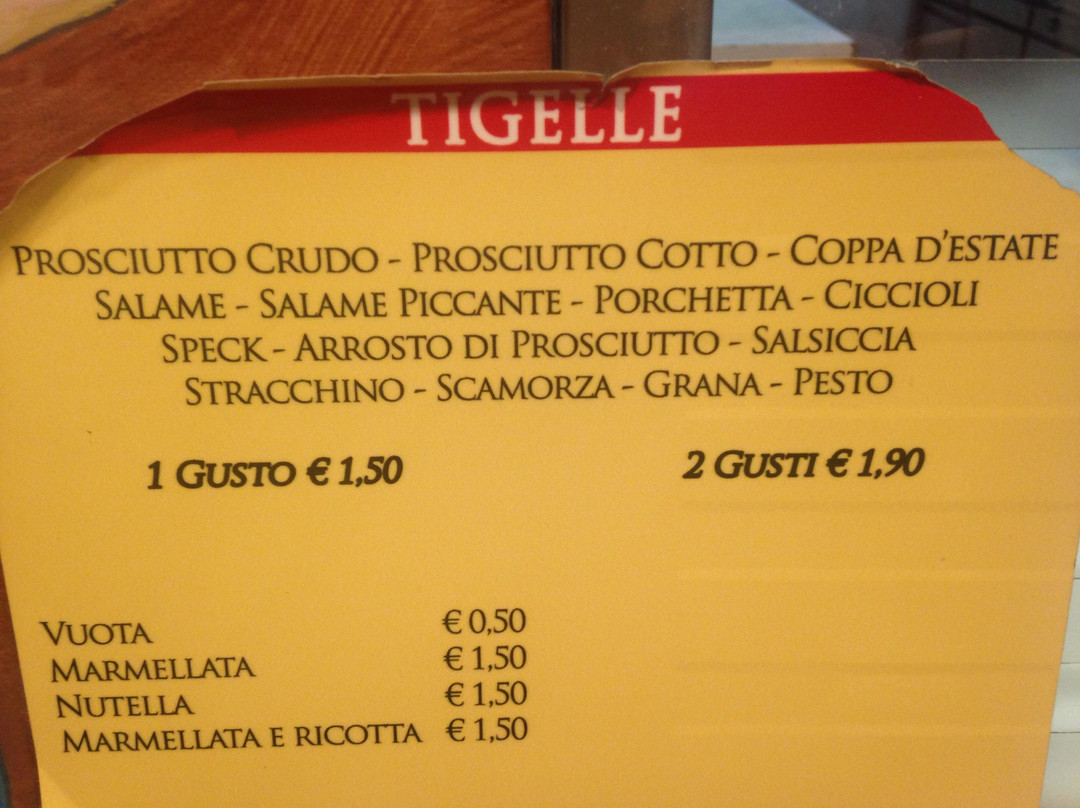 TIGELLE
PROSCIUTTO CRUDO - PROSCIUTTO COTTO - COPPA D'ESTATE
SALAME - SALAME PICCANTE - PORCHETTA - CICCIOLI
SPECK - ARROSTO DI PROSCIUTTO - SALSICCIA
STRACCHINO - SCAMORZA - GRANA - PESTO
1 GUSTO € 1,50 2 GUSTI € 1,90
VUOTA € 0,50
MARMELLATA € 1,50
NUTELLA € 1,50
MARMELLATA E RICOTTA € 1,50